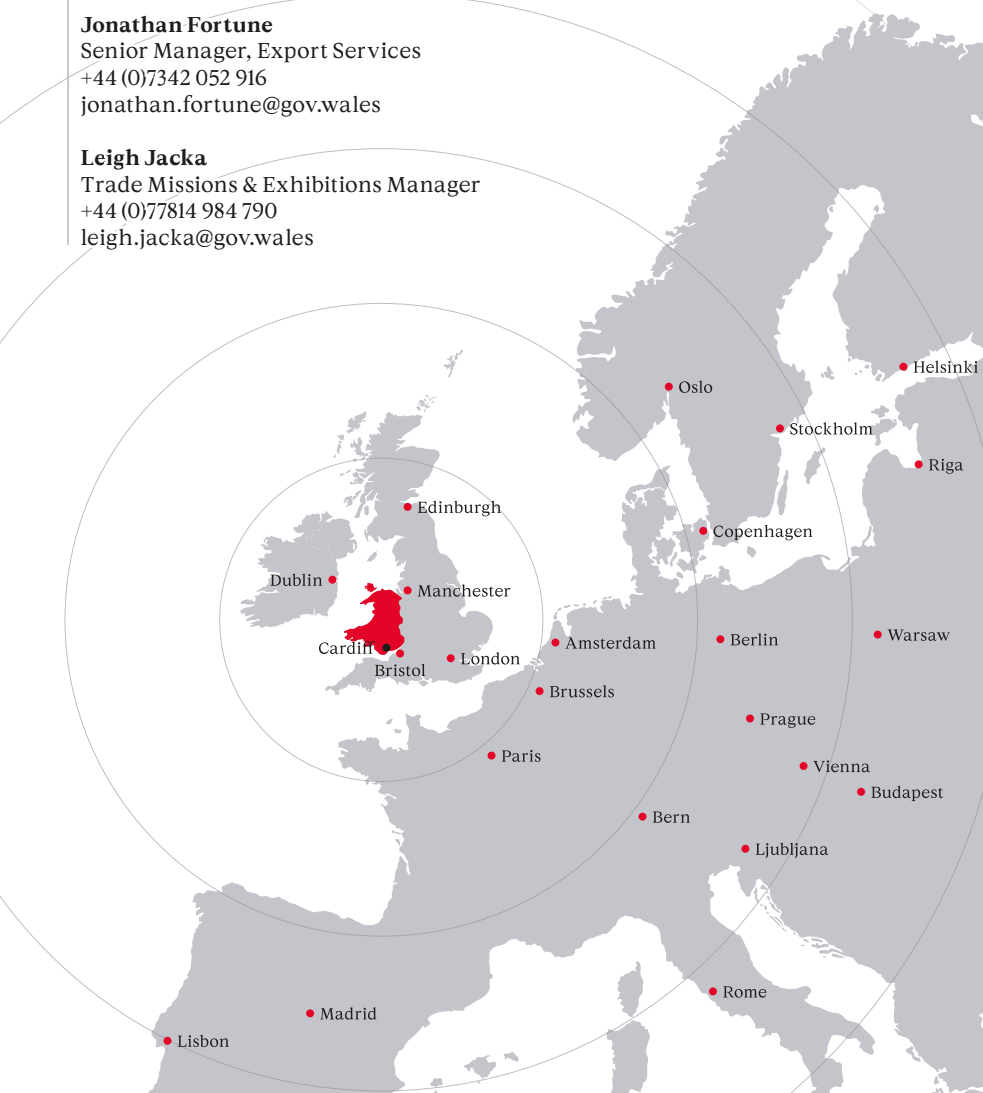 Jonathan Fortune
Senior Manager, Export Services
+44 (0)7342 052 916
jonathan.fortune@gov.wales
Leigh Jacka
Trade Missions & Exhibitions Manager
+44 (0)77814 984 790
leigh.jacka@gov.wales
Helsinki
Oslo
Stockholm
Riga
Edinburgh
Copenhagen
Dublin
Manchester
Warsaw
Berlin
Amsterdam
Cardiff
London
Bristol
Brussels
Prague
Paris
Vienna
Budapest
Bern
Ljubljana
Rome
Madrid
Lisbon